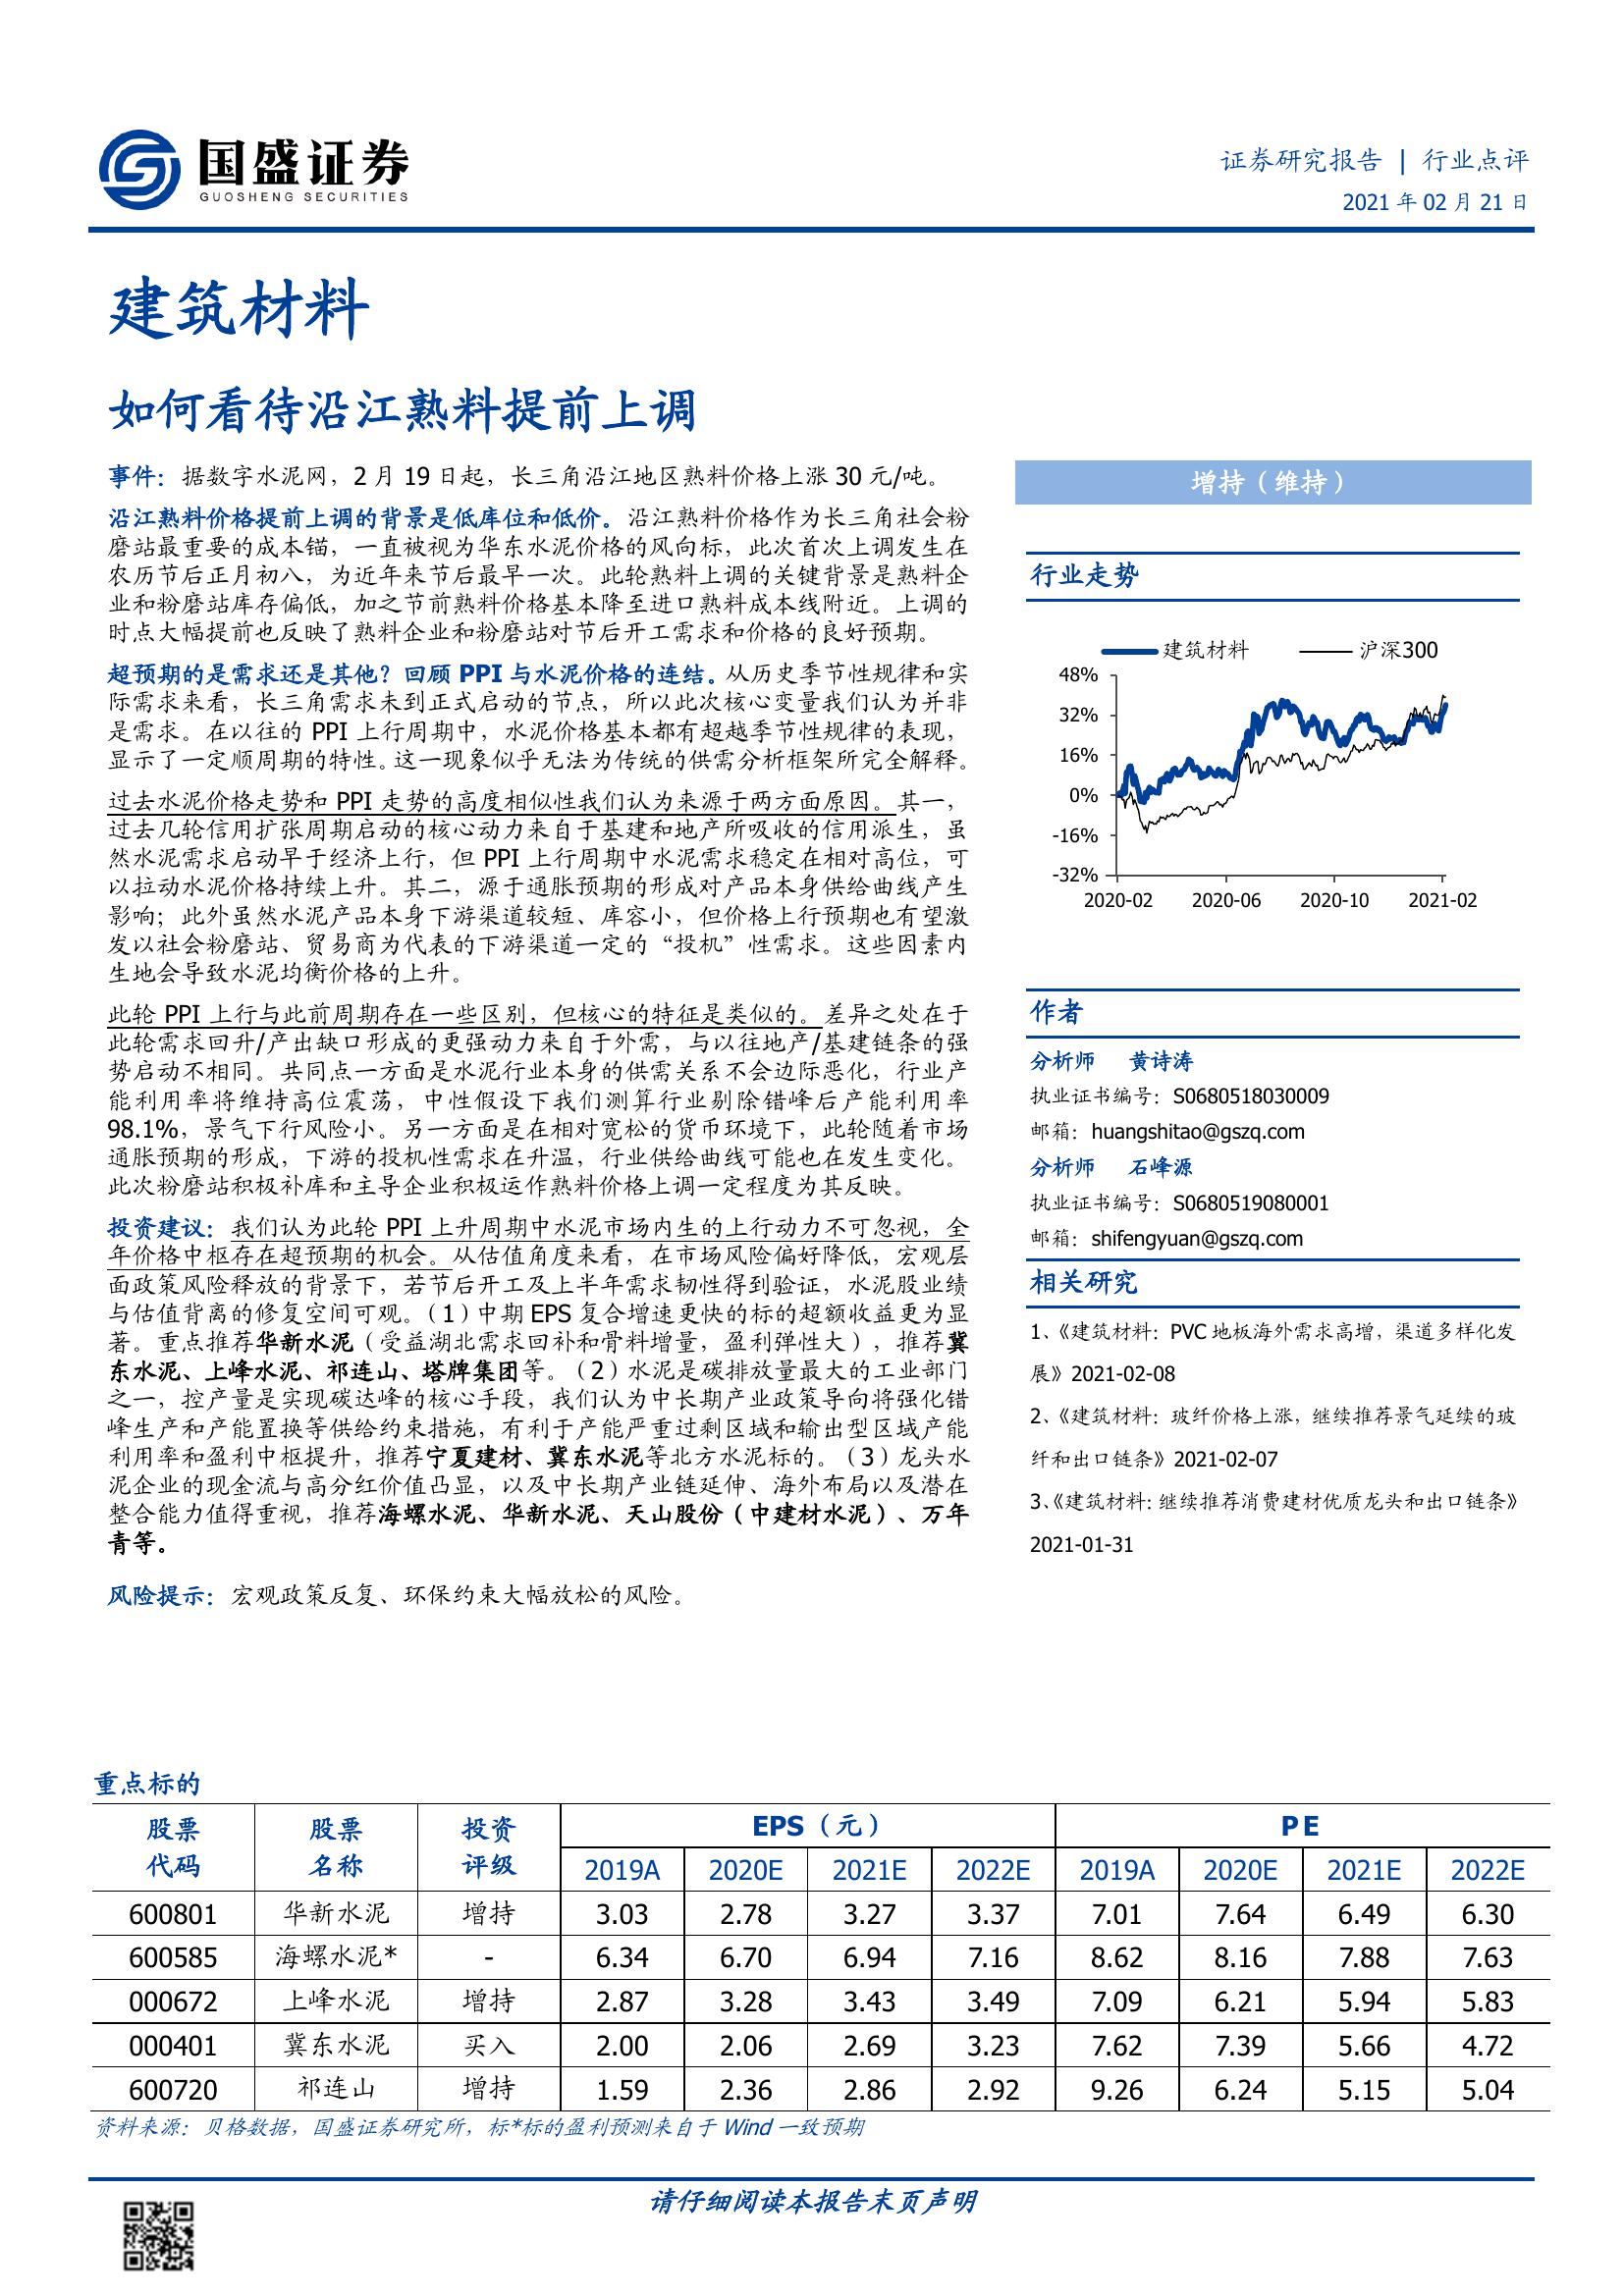 国盛证券
GUOSHENG SECURITIES
证券研究报告 | 行业点评
2021 年 02 月 21 日
建筑材料
如何看待沿江熟料提前上调
事件：据数字水泥网，2 月 19 日起，长三角沿江地区熟料价格上涨 30 元/吨。
沿江熟料价格提前上调的背景是低库位和低价。沿江熟料价格作为长三角社会粉
磨站最重要的成本锚，一直被视为华东水泥价格的风向标，此次首次上调发生在
农历节后正月初八，为近年来节后最早一次。此轮熟料上调的关键背景是熟料企
业和粉磨站库存偏低，加之节前熟料价格基本降至进口熟料成本线附近。上调的
时点大幅提前也反映了熟料企业和粉磨站对节后开工需求和价格的良好预期。
超预期的是需求还是其他？回顾 PPI 与水泥价格的连结。从历史季节性规律和实
际需求来看，长三角需求未到正式启动的节点，所以此次核心变量我们认为并非
是需求。在以往的 PPI 上行周期中，水泥价格基本都有超越季节性规律的表现，
显示了一定顺周期的特性。这一现象似乎无法为传统的供需分析框架所完全解释。
过去水泥价格走势和 PPI 走势的高度相似性我们认为来源于两方面原因。其一，
过去几轮信用扩张周期启动的核心动力来自于基建和地产所吸收的信用派生，虽
然水泥需求启动早于经济上行，但 PPI 上行周期中水泥需求稳定在相对高位，可
以拉动水泥价格持续上升。其二，源于通胀预期的形成对产品本身供给曲线产生
影响；此外虽然水泥产品本身下游渠道较短、库容小，但价格上行预期也有望激
发以社会粉磨站、贸易商为代表的下游渠道一定的“投机”性需求。这些因素内
生地会导致水泥均衡价格的上升。
此轮 PPI 上行与此前周期存在一些区别，但核心的特征是类似的。差异之处在于
此轮需求回升/产出缺口形成的更强动力来自于外需，与以往地产/基建链条的强
势启动不相同。共同点一方面是水泥行业本身的供需关系不会边际恶化，行业产
能利用率将维持高位震荡，中性假设下我们测算行业剔除错峰后产能利用率
98.1%，景气下行风险小。另一方面是在相对宽松的货币环境下，此轮随着市场
通胀预期的形成，下游的投机性需求在升温，行业供给曲线可能也在发生变化。
此次粉磨站积极补库和主导企业积极运作熟料价格上调一定程度为其反映。
投资建议：我们认为此轮 PPI 上升周期中水泥市场内生的上行动力不可忽视，全
年价格中枢存在超预期的机会。从估值角度来看，在市场风险偏好降低，宏观层
面政策风险释放的背景下，若节后开工及上半年需求韧性得到验证，水泥股业绩
与估值背离的修复空间可观。（1）中期 EPS 复合增速更快的标的超额收益更为显
著。重点推荐华新水泥（受益湖北需求回补和骨料增量，盈利弹性大），推荐冀
东水泥、上峰水泥、祁连山、塔牌集团等。（2）水泥是碳排放量最大的工业部门
之一，控产量是实现碳达峰的核心手段，我们认为中长期产业政策导向将强化错
峰生产和产能置换等供给约束措施，有利于产能严重过剩区域和输出型区域产能
利用率和盈利中枢提升，推荐宁夏建材、冀东水泥等北方水泥标的。（3）龙头水
泥企业的现金流与高分红价值凸显，以及中长期产业链延伸、海外布局以及潜在
整合能力值得重视，推荐海螺水泥、华新水泥、天山股份（中建材水泥）、万年
青等。
风险提示：宏观政策反复、环保约束大幅放松的风险。
增持（维持）
行业走势
建筑材料 沪深300
48%
32%
16%
0%
-16%
-32%
2020-02 2020-06 2020-10 2021-02
作者
分析师 黄诗涛
执业证书编号：S0680518030009
邮箱：huangshitao@gszq.com
分析师 石峰源
执业证书编号：S0680519080001
邮箱：shifengyuan@gszq.com
相关研究
1、《建筑材料：PVC 地板海外需求高增，渠道多样化发
展》2021-02-08
2、《建筑材料：玻纤价格上涨，继续推荐景气延续的玻
纤和出口链条》2021-02-07
3、《建筑材料：继续推荐消费建材优质龙头和出口链条》
2021-01-31
重点标的
股票 股票 投资 EPS（元） PE
代码 名称 评级 2019A 2020E 2021E 2022E 2019A 2020E 2021E 2022E
600801 华新水泥 增持 3.03 2.78 3.27 3.37 7.01 7.64 6.49 6.30
600585 海螺水泥* - 6.34 6.70 6.94 7.16 8.62 8.16 7.88 7.63
000672 上峰水泥 增持 2.87 3.28 3.43 3.49 7.09 6.21 5.94 5.83
000401 冀东水泥 买入 2.00 2.06 2.69 3.23 7.62 7.39 5.66 4.72
600720 祁连山 增持 1.59 2.36 2.86 2.92 9.26 6.24 5.15 5.04
资料来源：贝格数据，国盛证券研究所，标*标的盈利预测来自于 Wind 一致预期
请仔细阅读本报告末页声明